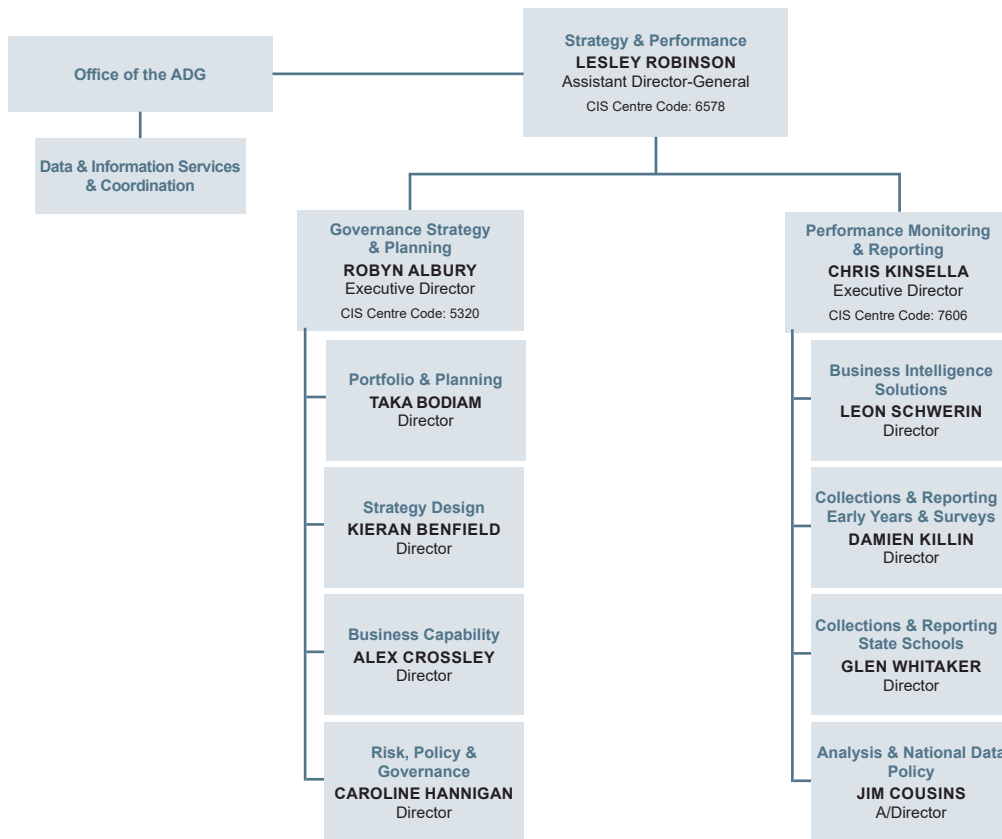 Strategy & Performance
LESLEY ROBINSON
Assistant Director-General
CIS Centre Code: 6578
Office of the ADG
Data & Information Services
& Coordination
Governance Strategy
& Planning
ROBYN ALBURY
Executive Director
CIS Centre Code: 5320
Portfolio & Planning
TAKA BODIAM
Director
Strategy Design
KIERAN BENFIELD
Director
Business Capability
ALEX CROSSLEY
Director
Risk, Policy &
Governance
CAROLINE HANNIGAN
Director
Performance Monitoring
& Reporting
CHRIS KINSELLA
Executive Director
CIS Centre Code: 7606
Business Intelligence
Solutions
LEON SCHWERIN
Director
Collections & Reporting
Early Years & Surveys
DAMIEN KILLIN
Director
Collections & Reporting
State Schools
GLEN WHITAKER
Director
Analysis & National Data
Policy
JIM COUSINS
A/Director